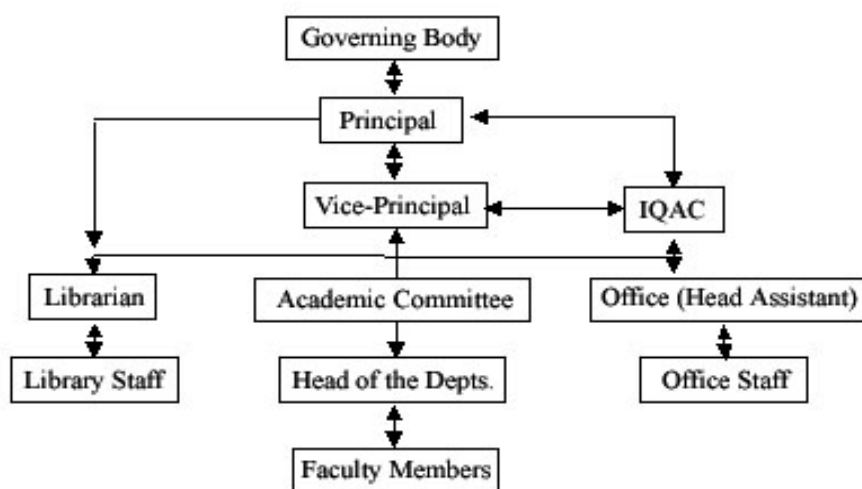 Governing Body
Principal
Vice-Principal
IQAC
Librarian
Academic Committee
Office (Head Assistant)
Library Staff
Head of the Depts.
Office Staff
Faculty Members